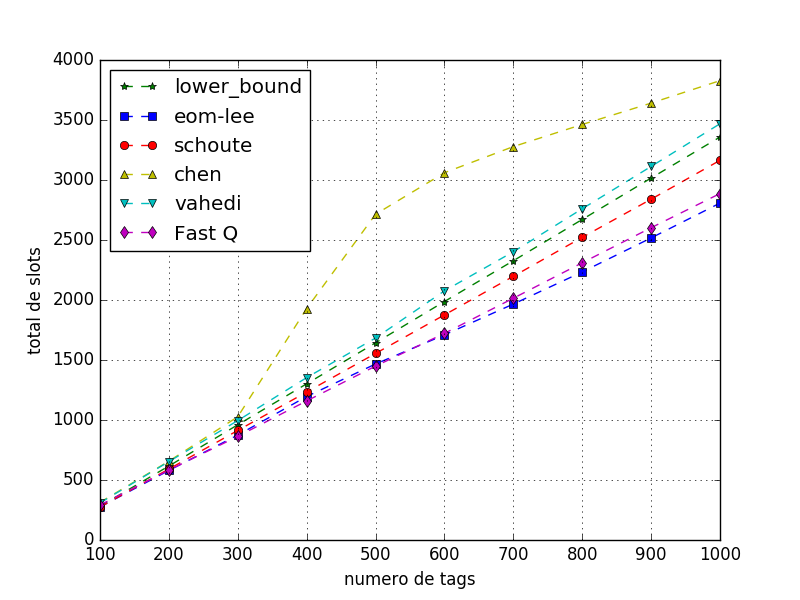 4000
3500
3000
2500
2000
1500
1000
500
0
total de slots
lower_bound
eom-lee
schoute
chen
vahedi
Fast Q
100 200 300 400 500 600 700 800 900 1000
numero de tags